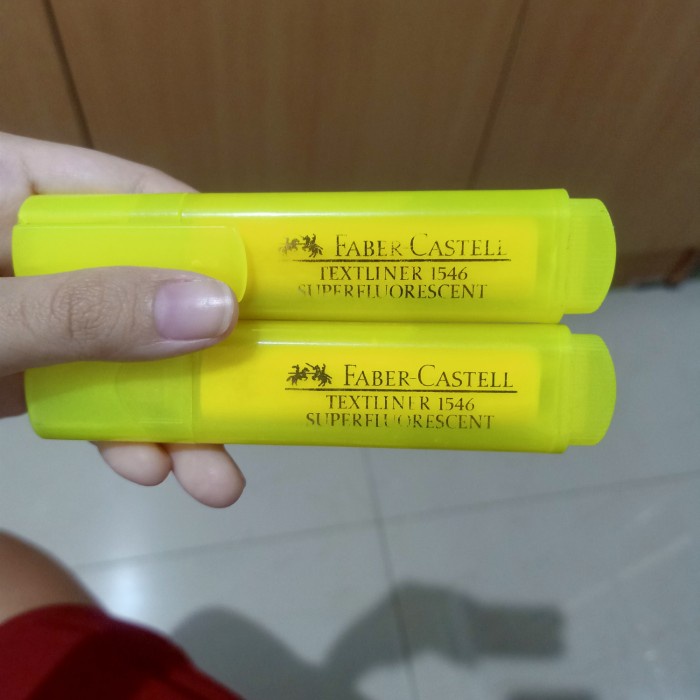 FABER-CASTELL
TEXTLINER 1546
SUPERFLUORESCENT
FABER-CASTELL
TEXTLINER 1546
SUPERFLUORESCENT